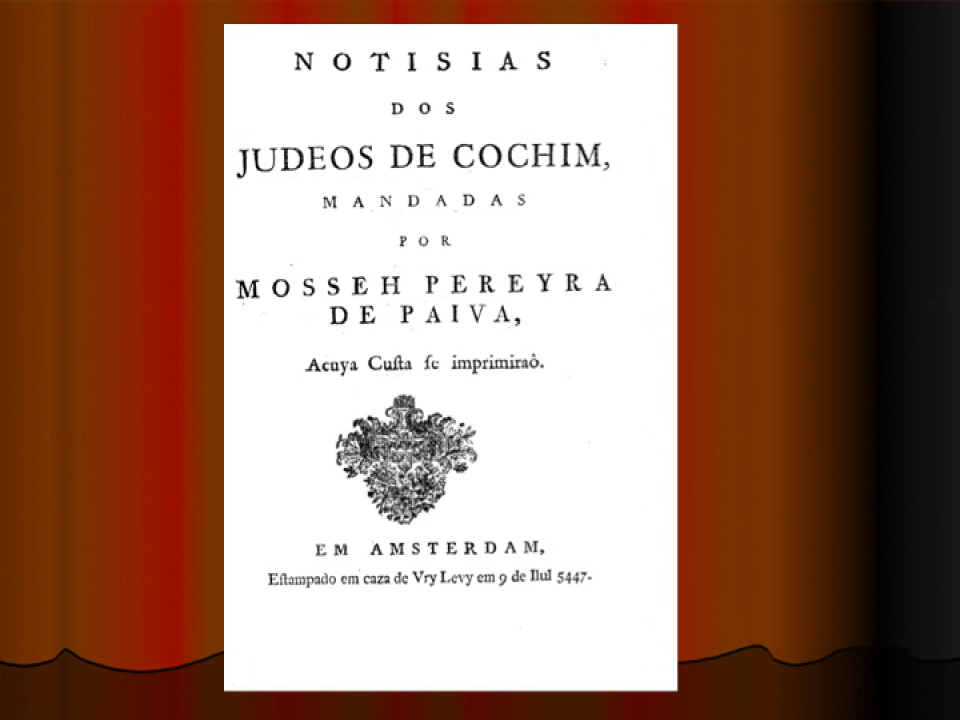 NOTISIAS
DOS
JUDEOS DE COCHIM,
MANDADAS
POR
MOSSEH PEREYRA
DE PAIVA,
Acuya Cuſta ſe imprimiraô.
EM AMSTERDAM,
Eſtampado em caza de Vry Levy em 9 de Ilul 5447.